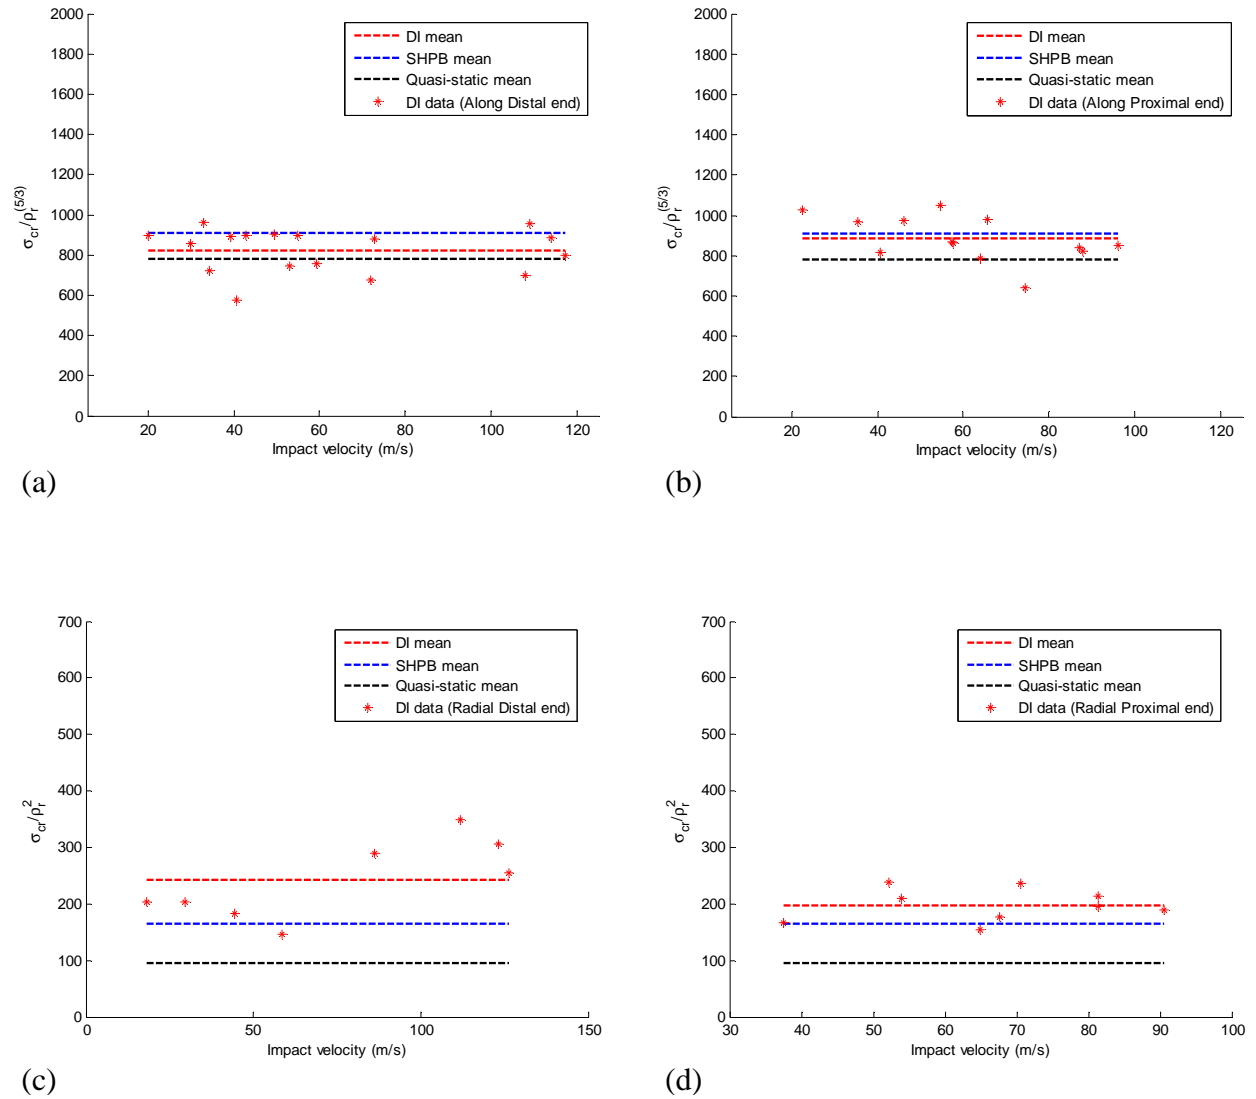 2000
1800
1600
1400
1200
1000
800
600
400
200
0
σcr/ρr(5/3)
20 40 60 80 100 120
Impact velocity (m/s)
DI mean
SHPB mean
Quasi-static mean
DI data (Along Distal end)
(a)
2000
1800
1600
1400
1200
1000
800
600
400
200
0
σcr/ρr(5/3)
20 40 60 80 100 120
Impact velocity (m/s)
DI mean
SHPB mean
Quasi-static mean
DI data (Along Proximal end)
(b)
700
600
500
400
300
200
100
0
σcr/ρr2
0 50 100 150
Impact velocity (m/s)
DI mean
SHPB mean
Quasi-static mean
DI data (Radial Distal end)
(c)
700
600
500
400
300
200
100
0
σcr/ρr2
30 40 50 60 70 80 90 100
Impact velocity (m/s)
DI mean
SHPB mean
Quasi-static mean
DI data (Radial Proximal end)
(d)